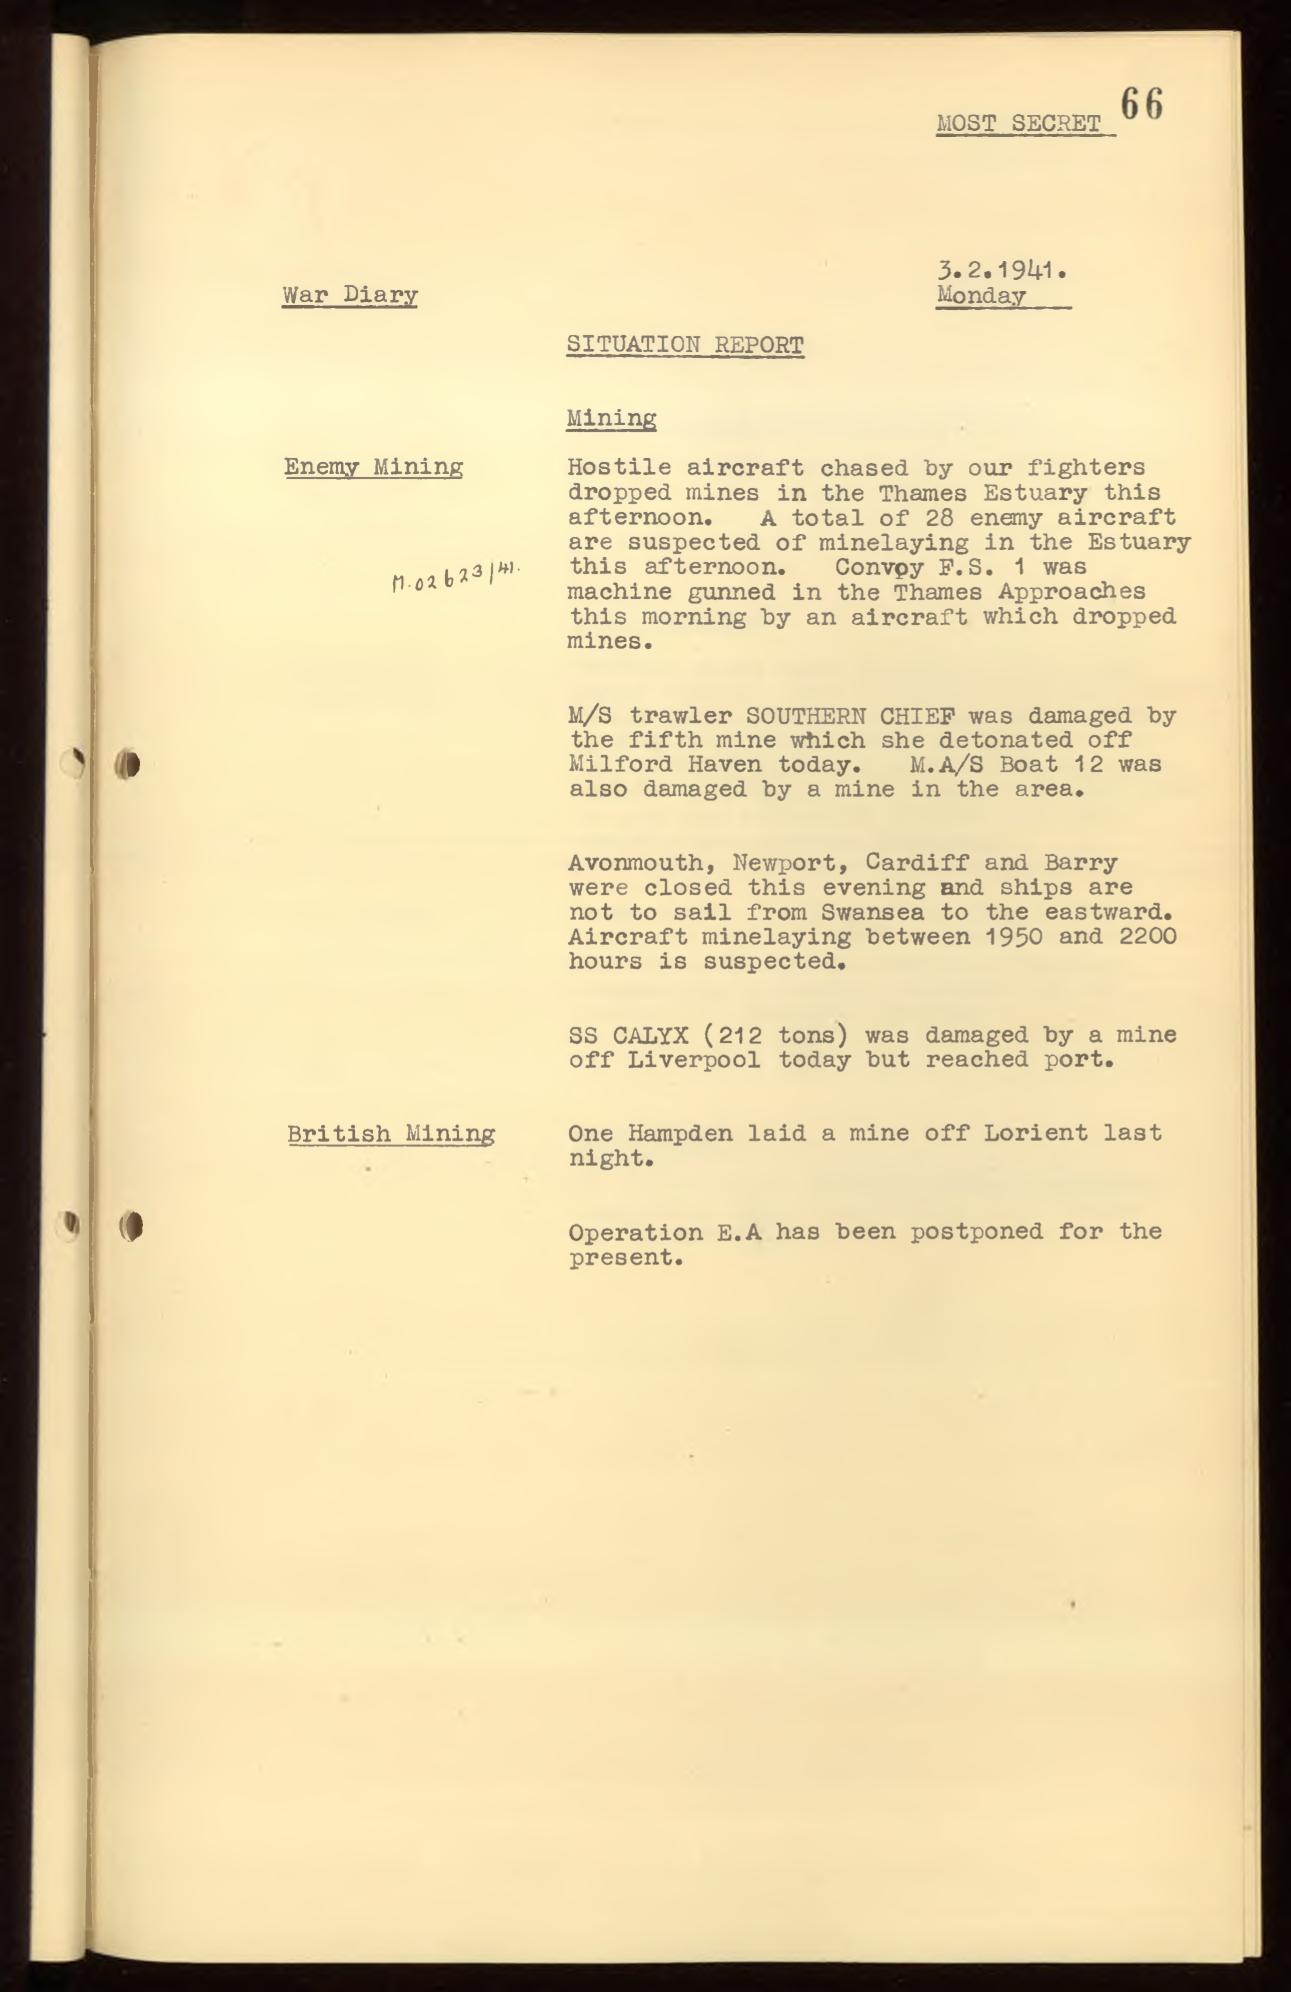 66
MOST SECRET
3.2.1941.
War Diary
Monday
SITUATION REPORT
Mining
Enemy Mining
Hostile aircraft chased by our fighters
dropped mines in the Thames Estuary this
afternoon. A total of 28 enemy aircraft
are suspected of minelaying in the Estuary
this afternoon. Convoy F.S. 1 was
machine gunned in the Thames Approaches
this morning by an aircraft which dropped
mines.
M.02623/41.
M/S trawler SOUTHERN CHIEF was damaged by
the fifth mine which she detonated off
Milford Haven today. M.A/S Boat 12 was
also damaged by a mine in the area.
Avonmouth, Newport, Cardiff and Barry
were closed this evening and ships are
not to sail from Swansea to the eastward.
Aircraft minelaying between 1950 and 2200
hours is suspected.
SS CALYX (212 tons) was damaged by a mine
off Liverpool today but reached port.
British Mining
One Hampden laid a mine off Lorient last
night.
Operation E.A has been postponed for the
present.